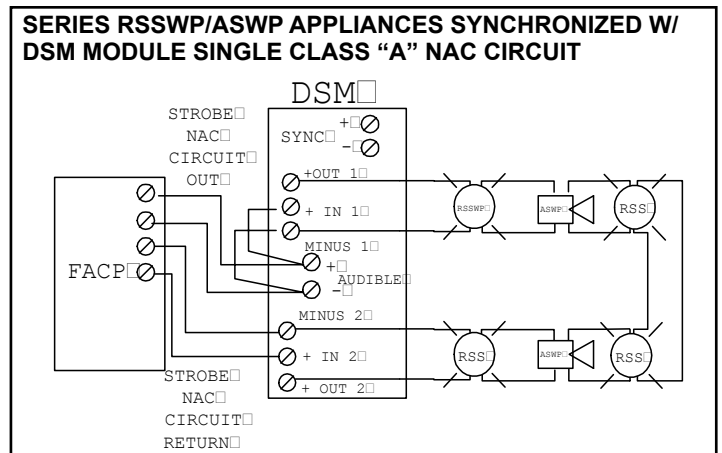 SERIES RSSWP/ASWP APPLIANCES SYNCHRONIZED W/
DSM MODULE SINGLE CLASS “A” NAC CIRCUIT
DSM
STROBE
NAC
CIRCUIT
OUT
SYNC
+
-
+OUT 1
+ IN 1
MINUS 1
+
AUDIBLE
-
MINUS 2
+ IN 2
+ OUT 2
FACP
STROBE
NAC
CIRCUIT
RETURN
RSSWP
ASWP
RSS
RSS
ASWP
RSS